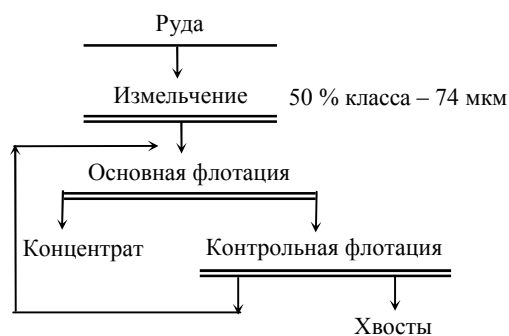 Руда
Измельчение 50 % класса – 74 мкм
Основная флотация
Концентрат Контрольная флотация
Хвосты